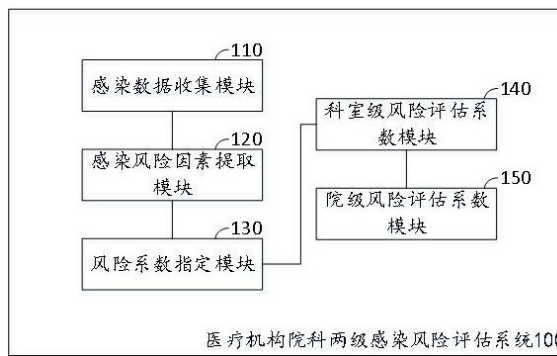 110
感染数据收集模块
120
感染风险因素提取
模块
130
风险系数指定模块
140
科室级风险评估系
数模块
150
院级风险评估系数
模块
医疗机构院科两级感染风险评估系统100